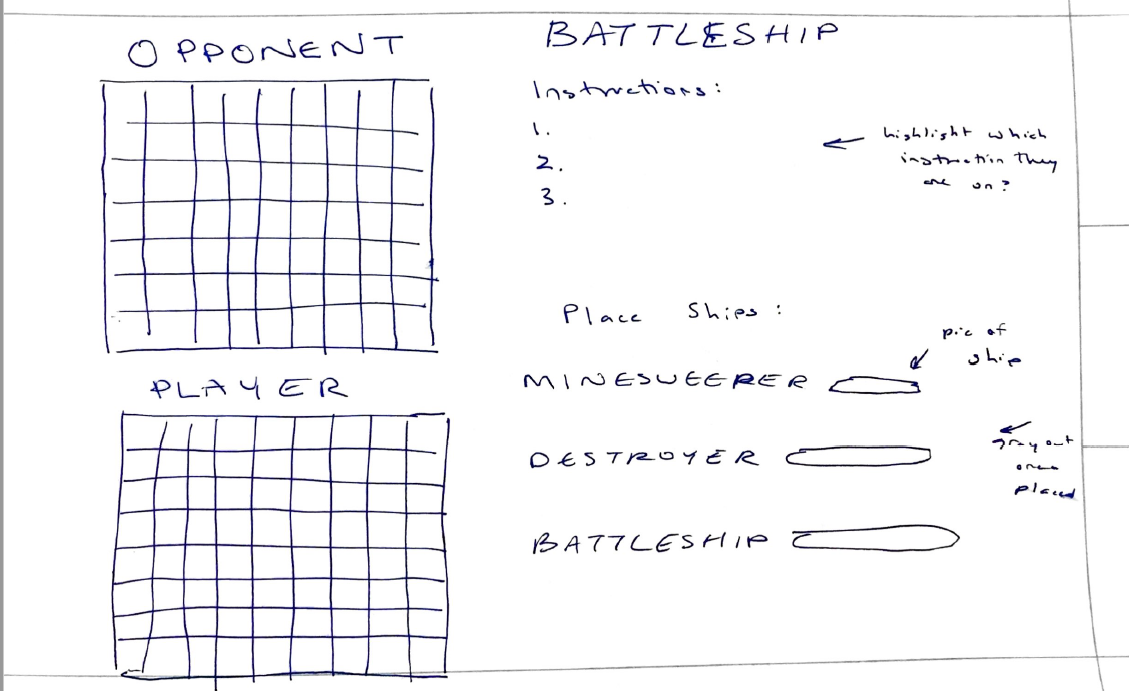 OPPONENT
BATTLESHIP
Instructions:
1.
2.
3.
highlight which
instruction they
are on?
Place Ships:
pic of
ship
MINESWEEPER
DESTROYER
gray out
ones
placed
BATTLESHIP
PLAYER